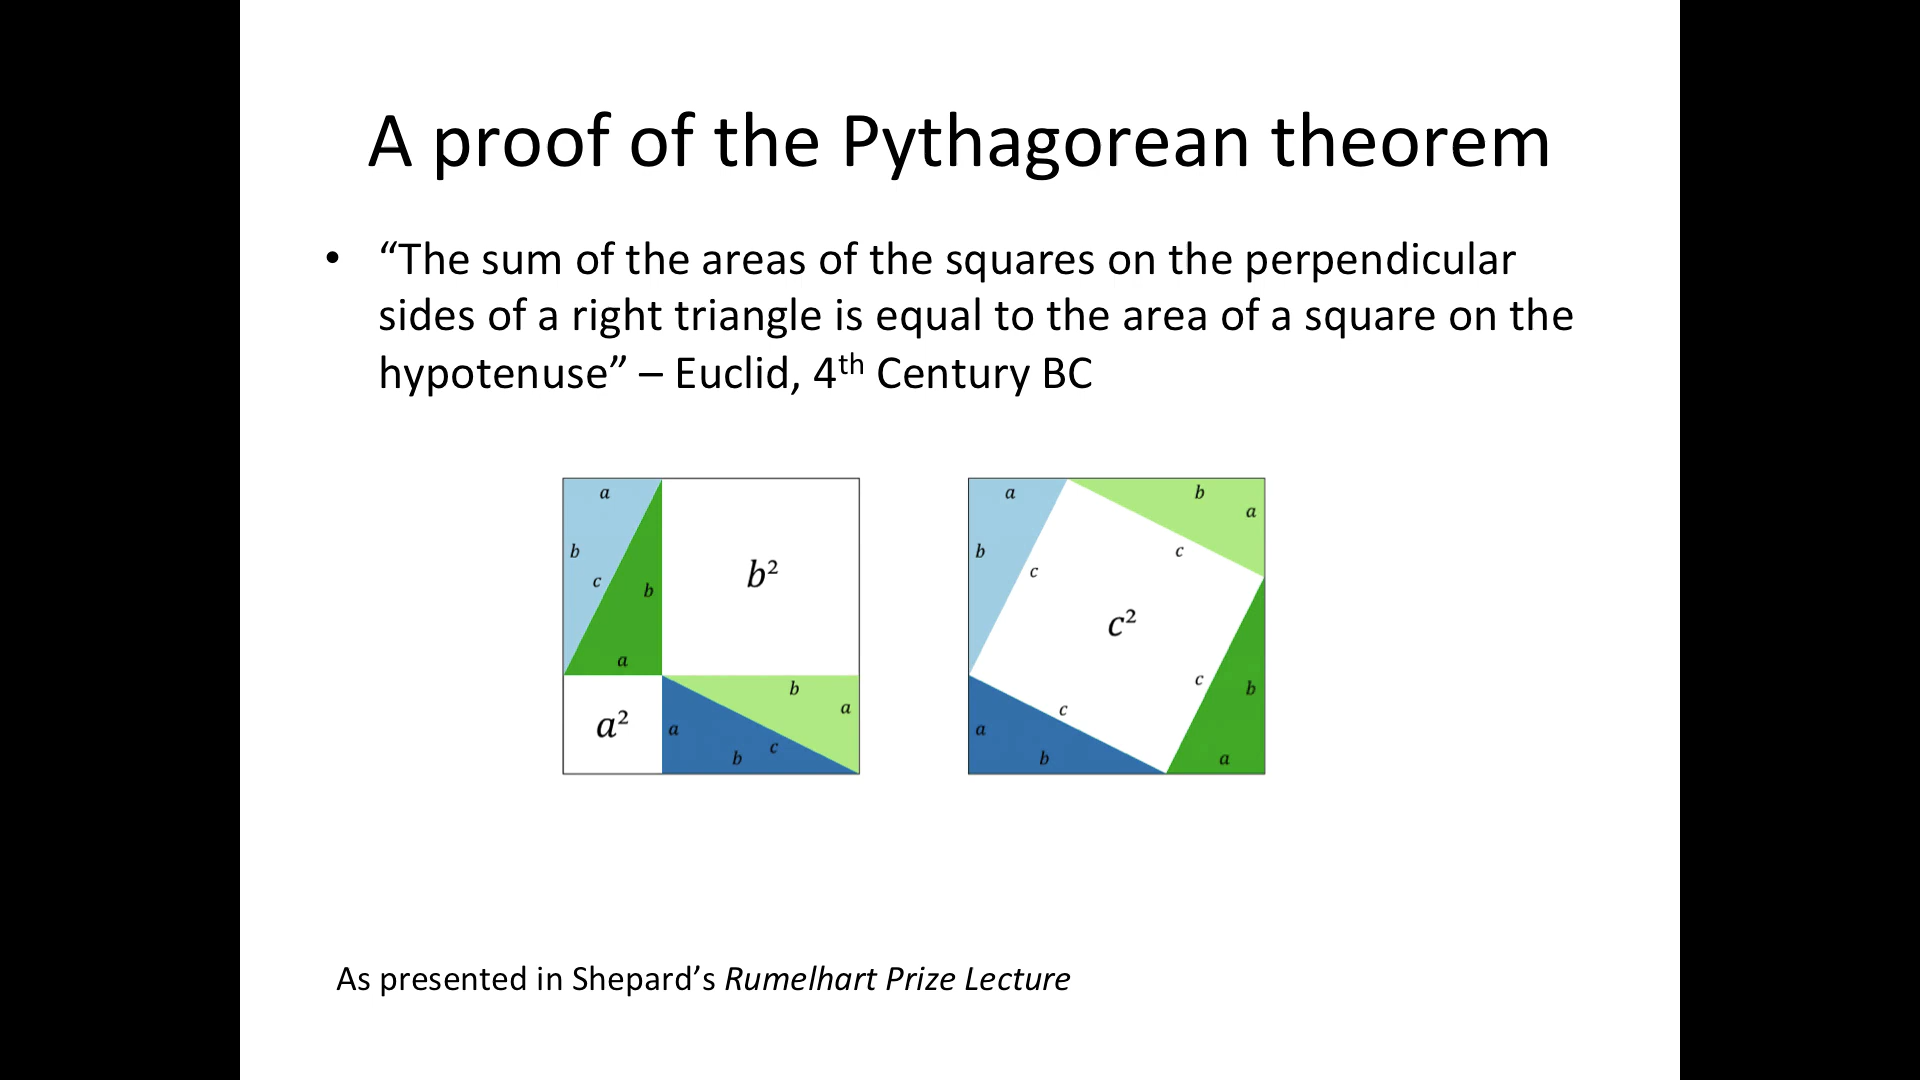 A proof of the Pythagorean theorem
• “The sum of the areas of the squares on the perpendicular
sides of a right triangle is equal to the area of a square on the
hypotenuse” – Euclid, 4th Century BC
a
b
c
b
a
b²
a²
b
a
a
c
b
a
b
b
a
c
c
c²
c
b
c
a
b
a
As presented in Shepard’s Rumelhart Prize Lecture